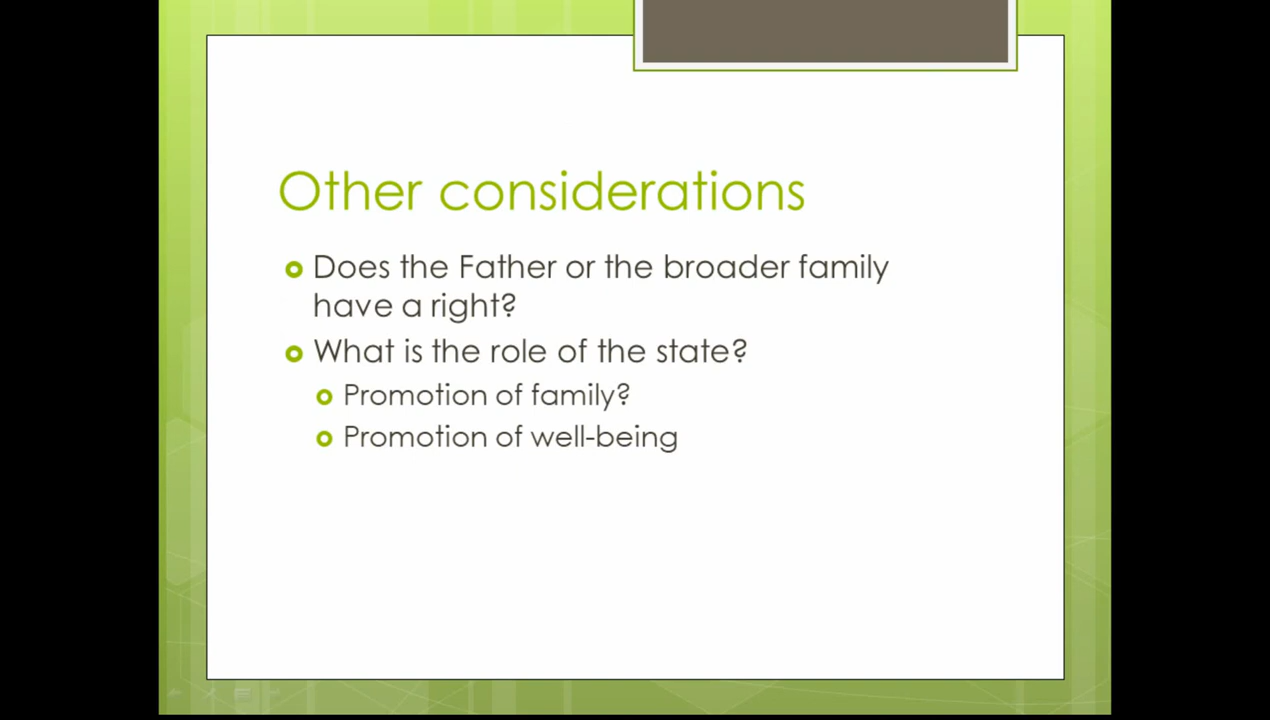 Other considerations
Does the Father or the broader family
have a right?
What is the role of the state?
Promotion of family?
Promotion of well-being